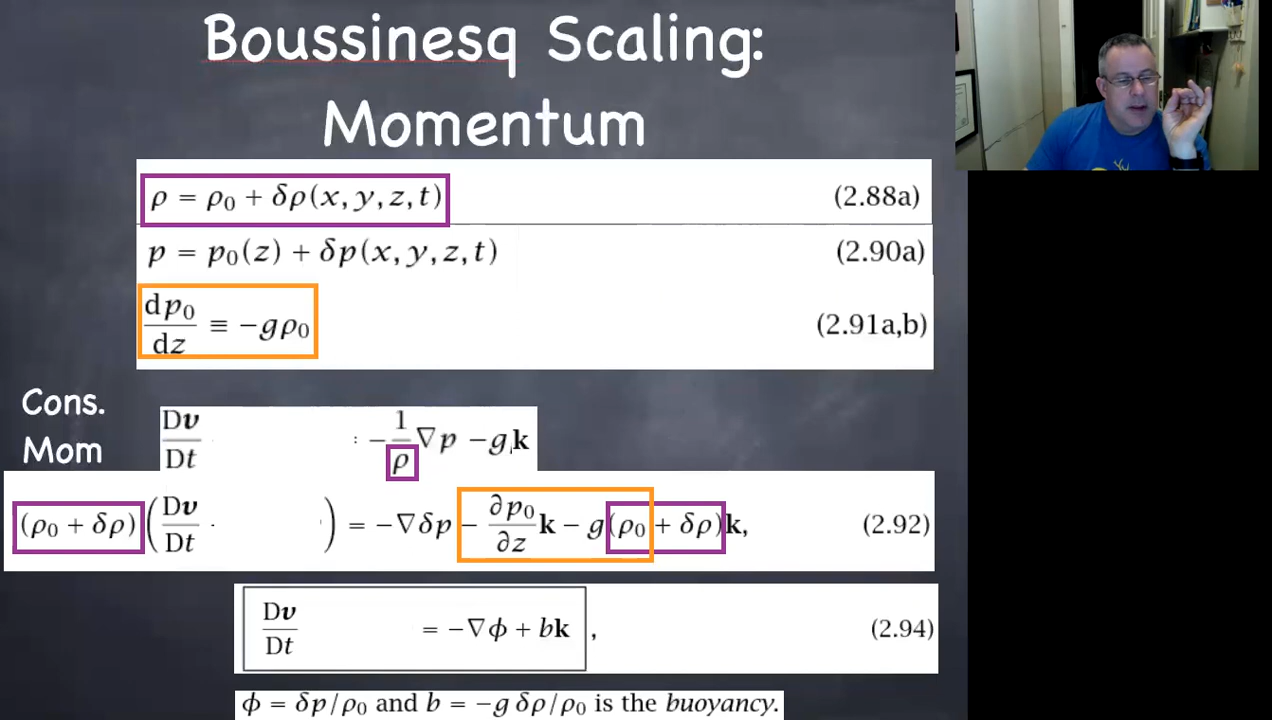 Boussinesq Scaling:
Momentum
ρ = ρ₀ + δρ(x, y, z, t) (2.88a)
p = p₀(z) + δp(x, y, z, t) (2.90a)
dp₀/dz ≡ −gρ₀ (2.91a,b)
Cons.
Mom
Dv/Dt : −1/ρ ∇p −g k
(ρ₀ + δρ)(Dv/Dt · ) = −∇δp − ∂p₀/∂z k − g(ρ₀ + δρ)k, (2.92)
Dv/Dt = −∇ϕ + bk , (2.94)
ϕ = δp/ρ₀ and b = −g δρ/ρ₀ is the buoyancy.